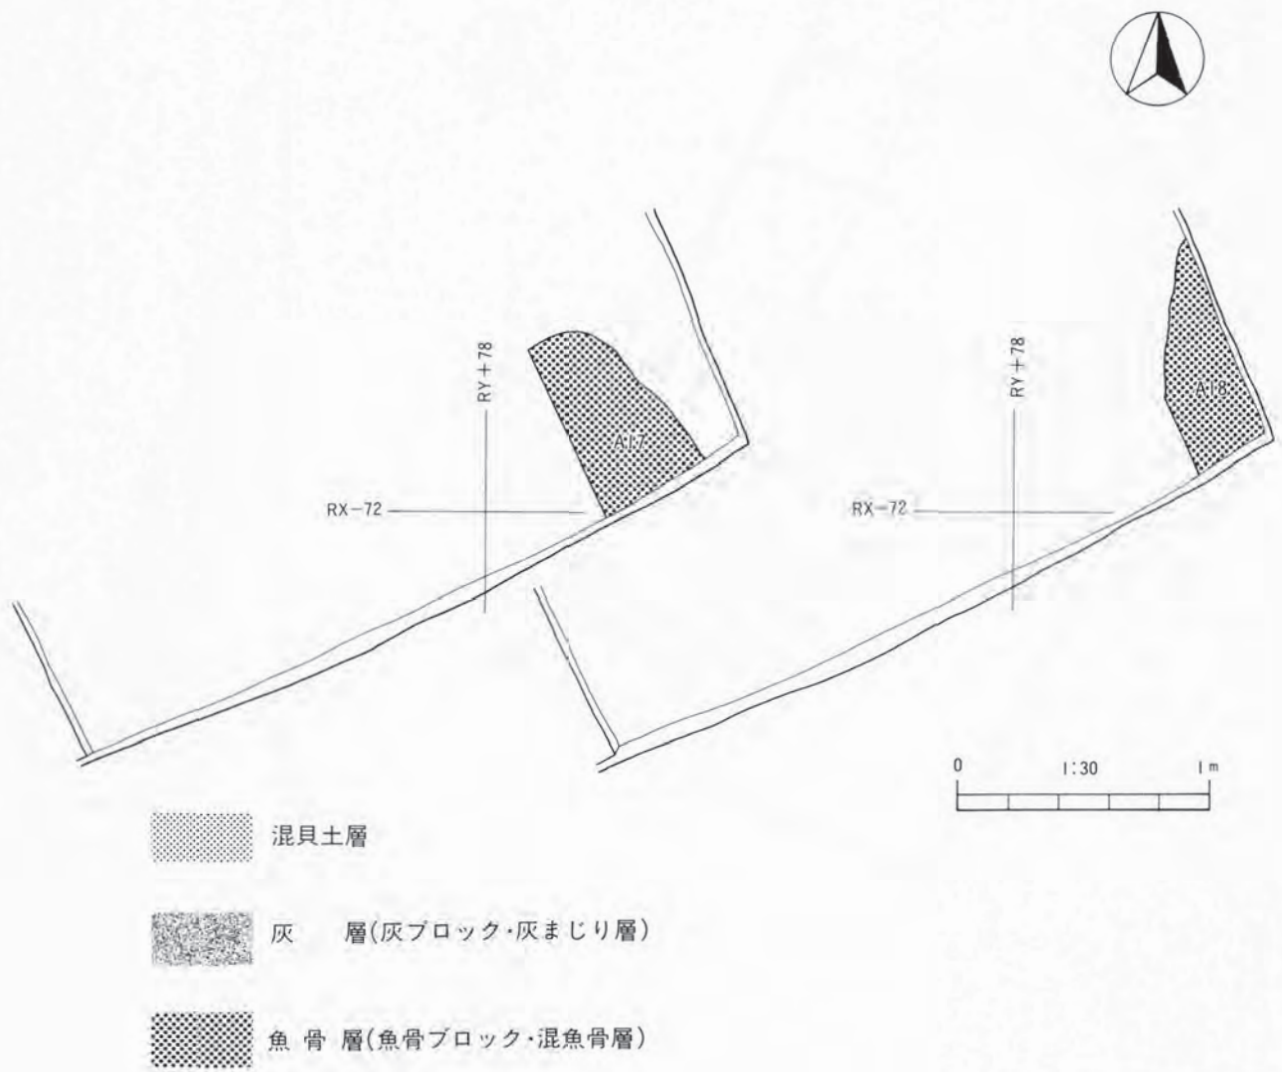 RY+78
RY+78
A17
A18
RX-72
RX-72
0 1:30 1m
混貝土層
灰 層(灰ブロック・灰まじり層)
魚骨層(魚骨ブロック・混魚骨層)